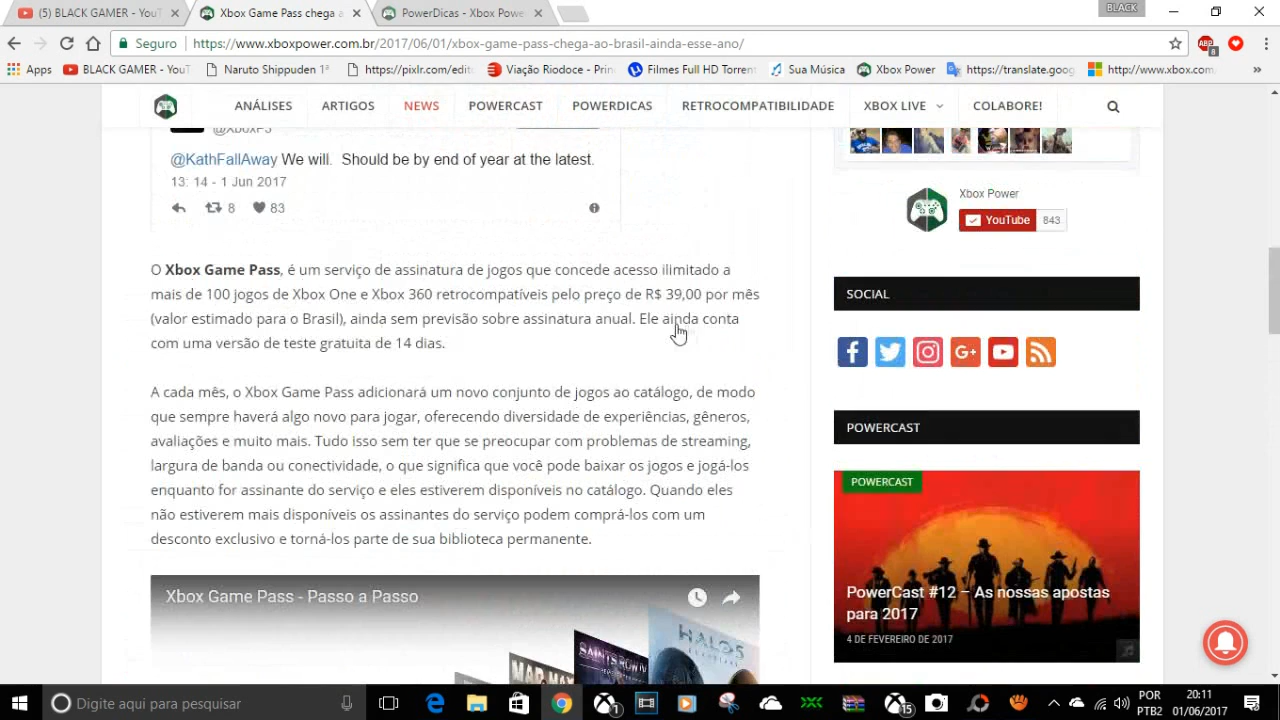 (5) BLACK GAMER - YouT
Xbox Game Pass chega a
PowerDicas - Xbox Powe
BLACK
Seguro
https://www.xboxpower.com.br/2017/06/01/xbox-game-pass-chega-ao-brasil-ainda-esse-ano/
ABP
8
Apps
BLACK GAMER - YouT
Naruto Shippuden 1ª
https://pixlr.com/edit
Viação Riodoce - Prin
Filmes Full HD Torrent
Sua Música
Xbox Power
https://translate.goog
http://www.xbox.com
»
ANÁLISES
ARTIGOS
NEWS
POWERCAST
POWERDICAS
RETROCOMPATIBILIDADE
XBOX LIVE
COLABORE!
@XboxP3
@KathFallAway We will. Should be by end of year at the latest.
13: 14 - 1 Jun 2017
8
83
O Xbox Game Pass, é um serviço de assinatura de jogos que concede acesso ilimitado a
mais de 100 jogos de Xbox One e Xbox 360 retrocompatíveis pelo preço de R$ 39,00 por mês
(valor estimado para o Brasil), ainda sem previsão sobre assinatura anual. Ele ainda conta
com uma versão de teste gratuita de 14 dias.
A cada mês, o Xbox Game Pass adicionará um novo conjunto de jogos ao catálogo, de modo
que sempre haverá algo novo para jogar, oferecendo diversidade de experiências, gêneros,
avaliações e muito mais. Tudo isso sem ter que se preocupar com problemas de streaming,
largura de banda ou conectividade, o que significa que você pode baixar os jogos e jogá-los
enquanto for assinante do serviço e eles estiverem disponíveis no catálogo. Quando eles
não estiverem mais disponíveis os assinantes do serviço podem comprá-los com um
desconto exclusivo e torná-los parte de sua biblioteca permanente.
Xbox Game Pass - Passo a Passo
SAINTS ROW IV
HALO 5
Xbox Power
YouTube
843
SOCIAL
POWERCAST
POWERCAST
PowerCast #12 – As nossas apostas
para 2017
4 DE FEVEREIRO DE 2017
Digite aqui para pesquisar
1
15
POR
PTB2
20:11
01/06/2017